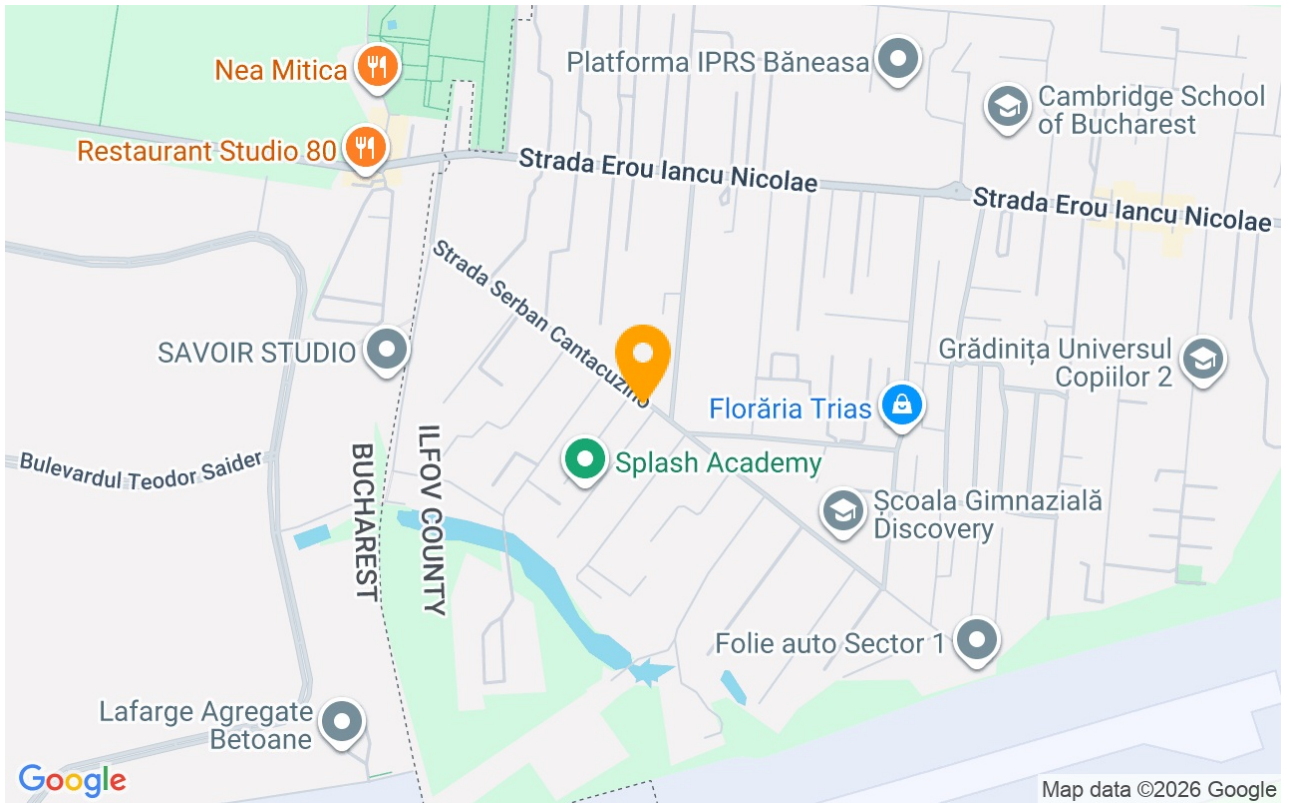 Nea Mitica
Platforma IPRS Băneasa
Cambridge School
of Bucharest
Restaurant Studio 80
Strada Erou Iancu Nicolae
Strada Erou Iancu Nicolae
Strada Serban Cantacuzino
SAVOIR STUDIO
Grădinița Universul
Copiilor 2
Florăria Trias
Bulevardul Teodor Saider
BUCHAREST
ILFOV COUNTY
Splash Academy
Școala Gimnazială
Discovery
Folie auto Sector 1
Lafarge Agregate
Betoane
Google
Map data ©2026 Google